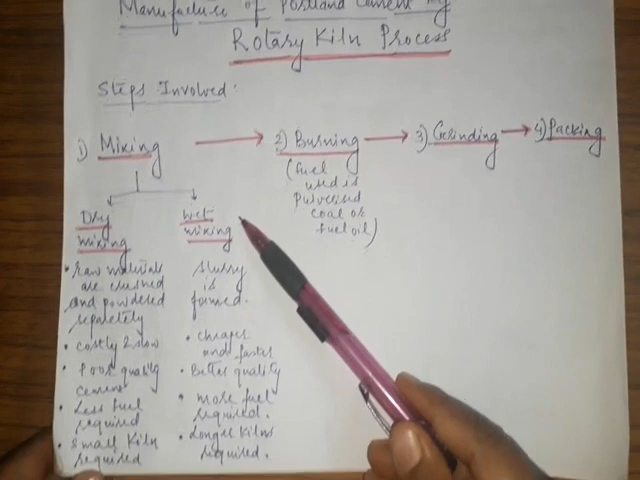 Manufacture of Portland Cement by
Rotary Kiln Process
Steps Involved:
1) Mixing → 2) Burning → 3) Grinding → 4) Packing
(fuel
used is
pulverised
coal or
fuel oil)
Dry
mixing
• Raw materials
are crushed
and powdered
separately
• costly & slow
• Poor quality
cement
• Less fuel
required
• Small Kiln
required
Wet
mixing
Slurry
is
formed.
• cheaper
and faster
• Better quality
• more fuel
required.
• Longer Kilns
required.